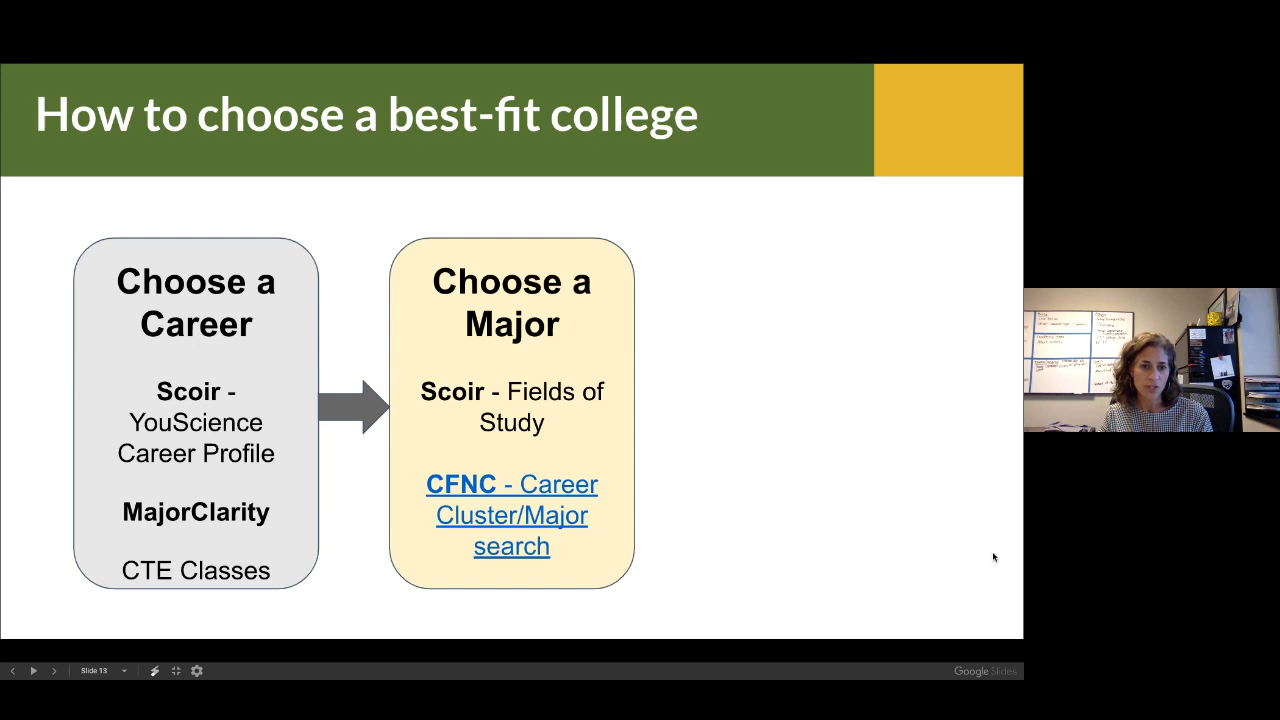 How to choose a best-fit college
Choose a
Career
Scoir -
YouScience
Career Profile
MajorClarity
CTE Classes
Choose a
Major
Scoir - Fields of
Study
CFNC - Career
Cluster/Major
search
Slide 13
Google Slides